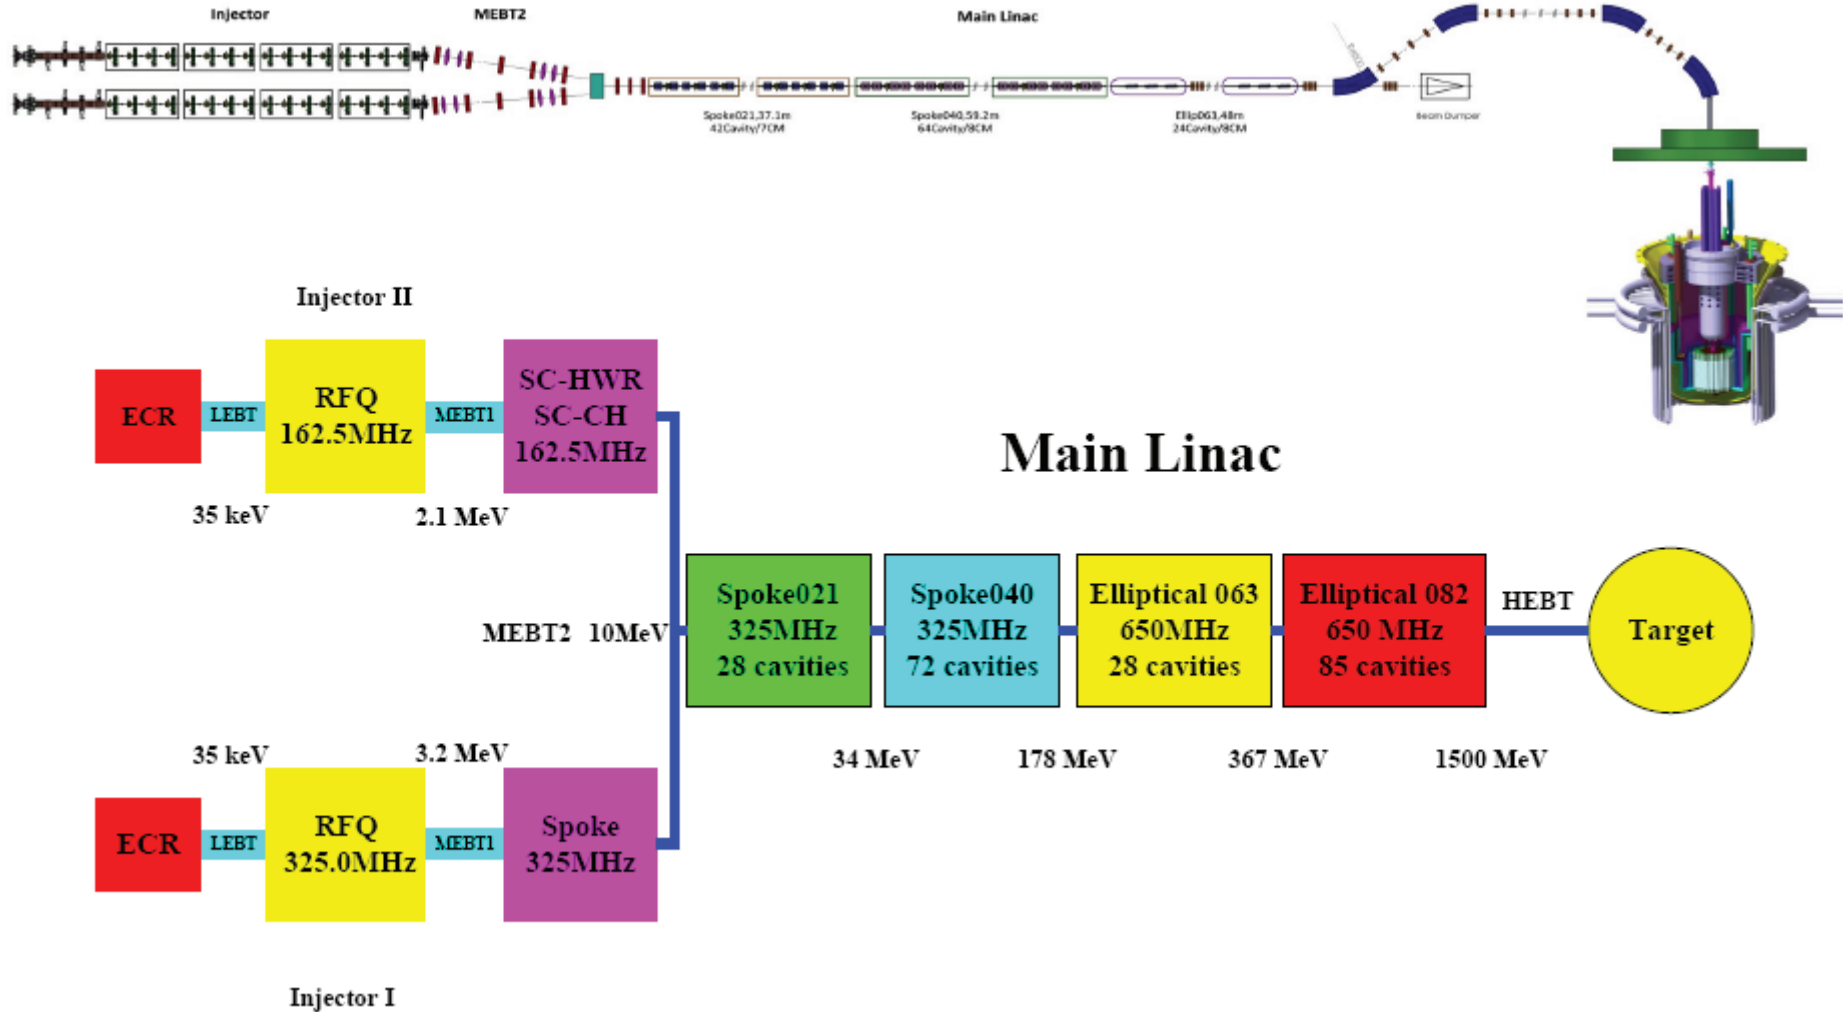 Injector
MEBT2
Main Linac
Spoke021,37.1m
42Cavity/7CM
Spoke040,59.2m
64Cavity/8CM
Ellip063,48m
24Cavity/8CM
Beam Dumper
Injector II
ECR
LEBT
RFQ
162.5MHz
MEBT1
SC-HWR
SC-CH
162.5MHz
35 keV
2.1 MeV
Main Linac
MEBT2 10MeV
Spoke021
325MHz
28 cavities
Spoke040
325MHz
72 cavities
Elliptical 063
650MHz
28 cavities
Elliptical 082
650 MHz
85 cavities
HEBT
Target
34 MeV
178 MeV
367 MeV
1500 MeV
35 keV
3.2 MeV
ECR
LEBT
RFQ
325.0MHz
MEBT1
Spoke
325MHz
Injector I